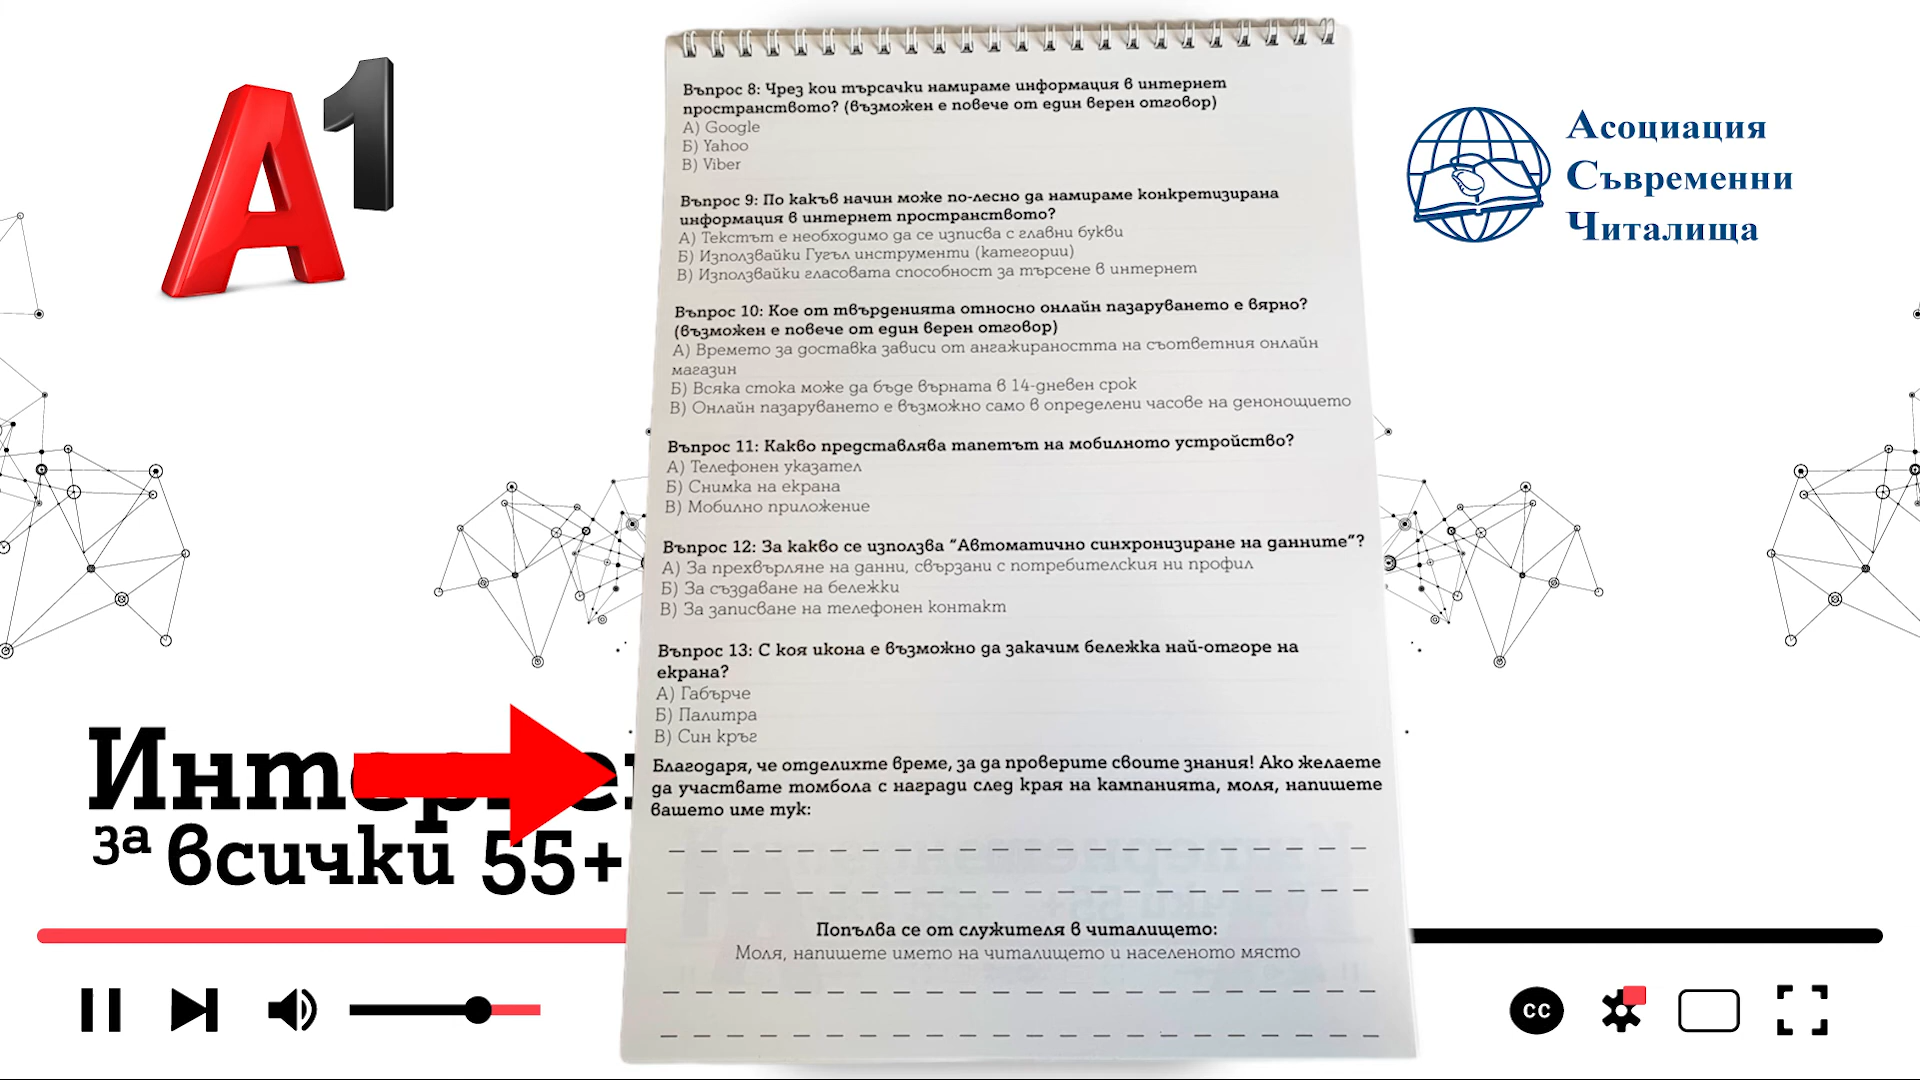 A1
Асоциация
Съвременни
Читалища
Въпрос 8: Чрез кои търсачки намираме информация в интернет
пространството? (възможен е повече от един верен отговор)
А) Google
Б) Yahoo
В) Viber
Въпрос 9: По какъв начин може по-лесно да намираме конкретизирана
информация в интернет пространството?
А) Текстът е необходимо да се изписва с главни букви
Б) Използвайки Гугъл инструменти (категории)
В) Използвайки гласовата способност за търсене в интернет
Въпрос 10: Кое от твърденията относно онлайн пазаруването е вярно?
(възможен е повече от един верен отговор)
А) Времето за доставка зависи от ангажираността на съответния онлайн
магазин
Б) Всяка стока може да бъде върната в 14-дневен срок
В) Онлайн пазаруването е възможно само в определени часове на денонощието
Въпрос 11: Какво представлява тапетът на мобилното устройство?
А) Телефонен указател
Б) Снимка на екрана
В) Мобилно приложение
Въпрос 12: За какво се използва “Автоматично синхронизиране на данните”?
А) За прехвърляне на данни, свързани с потребителския ни профил
Б) За създаване на бележки
В) За записване на телефонен контакт
Въпрос 13: С коя икона е възможно да закачим бележка най-отгоре на
екрана?
А) Габърче
Б) Палитра
В) Син кръг
Благодаря, че отделихте време, за да проверите своите знания! Ако желаете
да участвате томбола с награди след края на кампанията, моля, напишете
вашето име тук:
Попълва се от служителя в читалището:
Моля, напишете името на читалището и населеното място
за всички 55+
CC